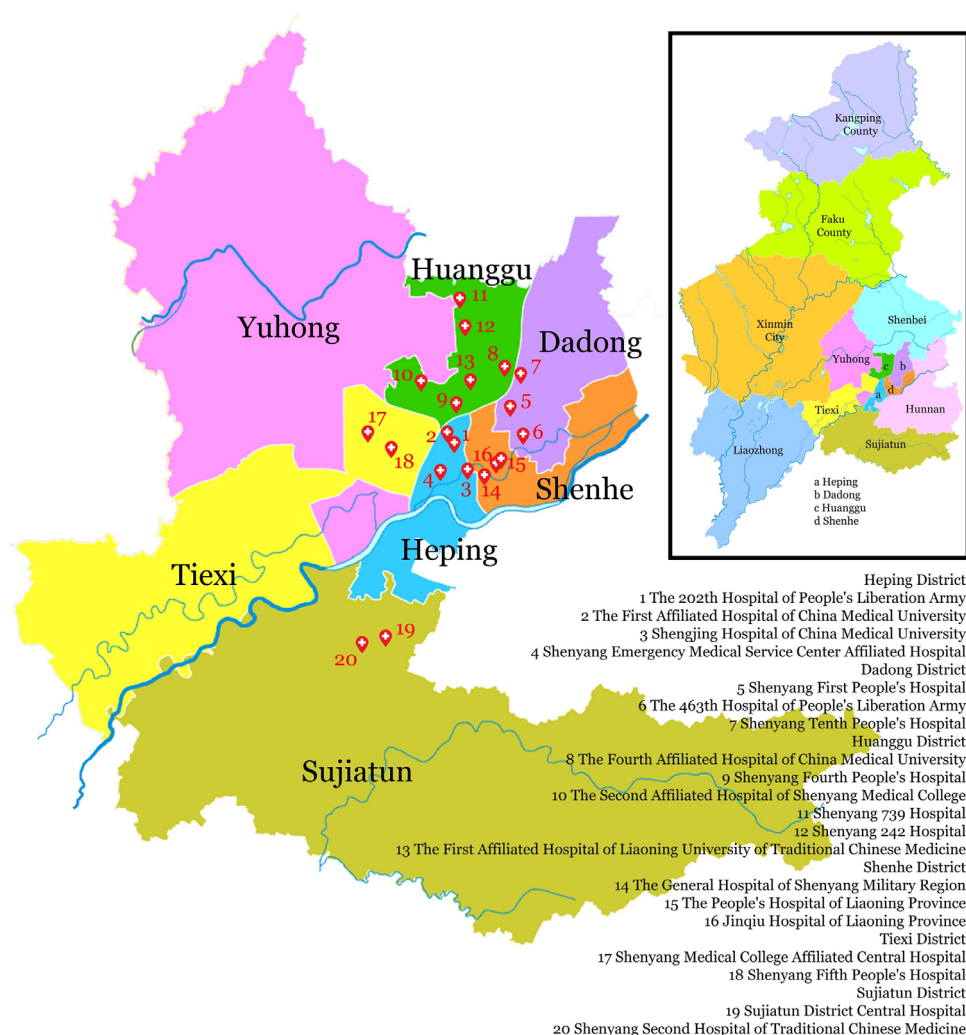 Huanggu
Yuhong
Dadong
Shenhe
Heping
Tiexi
Sujiatun
11
12
8
7
13
10
9
5
17
2
1
6
18
16
15
4
3
14
19
20
Kangping
County
Faku
County
Xinmin
City
Shenbei
Yuhong
c
b
d
a
Tiexi
Hunnan
Sujiatun
Liaozhong
a Heping
b Dadong
c Huanggu
d Shenhe
Heping District
1 The 202th Hospital of People's Liberation Army
2 The First Affiliated Hospital of China Medical University
3 Shengjing Hospital of China Medical University
4 Shenyang Emergency Medical Service Center Affiliated Hospital
Dadong District
5 Shenyang First People's Hospital
6 The 463th Hospital of People's Liberation Army
7 Shenyang Tenth People's Hospital
Huanggu District
8 The Fourth Affiliated Hospital of China Medical University
9 Shenyang Fourth People's Hospital
10 The Second Affiliated Hospital of Shenyang Medical College
11 Shenyang 739 Hospital
12 Shenyang 242 Hospital
13 The First Affiliated Hospital of Liaoning University of Traditional Chinese Medicine
Shenhe District
14 The General Hospital of Shenyang Military Region
15 The People's Hospital of Liaoning Province
16 Jinqiu Hospital of Liaoning Province
Tiexi District
17 Shenyang Medical College Affiliated Central Hospital
18 Shenyang Fifth People's Hospital
Sujiatun District
19 Sujiatun District Central Hospital
20 Shenyang Second Hospital of Traditional Chinese Medicine